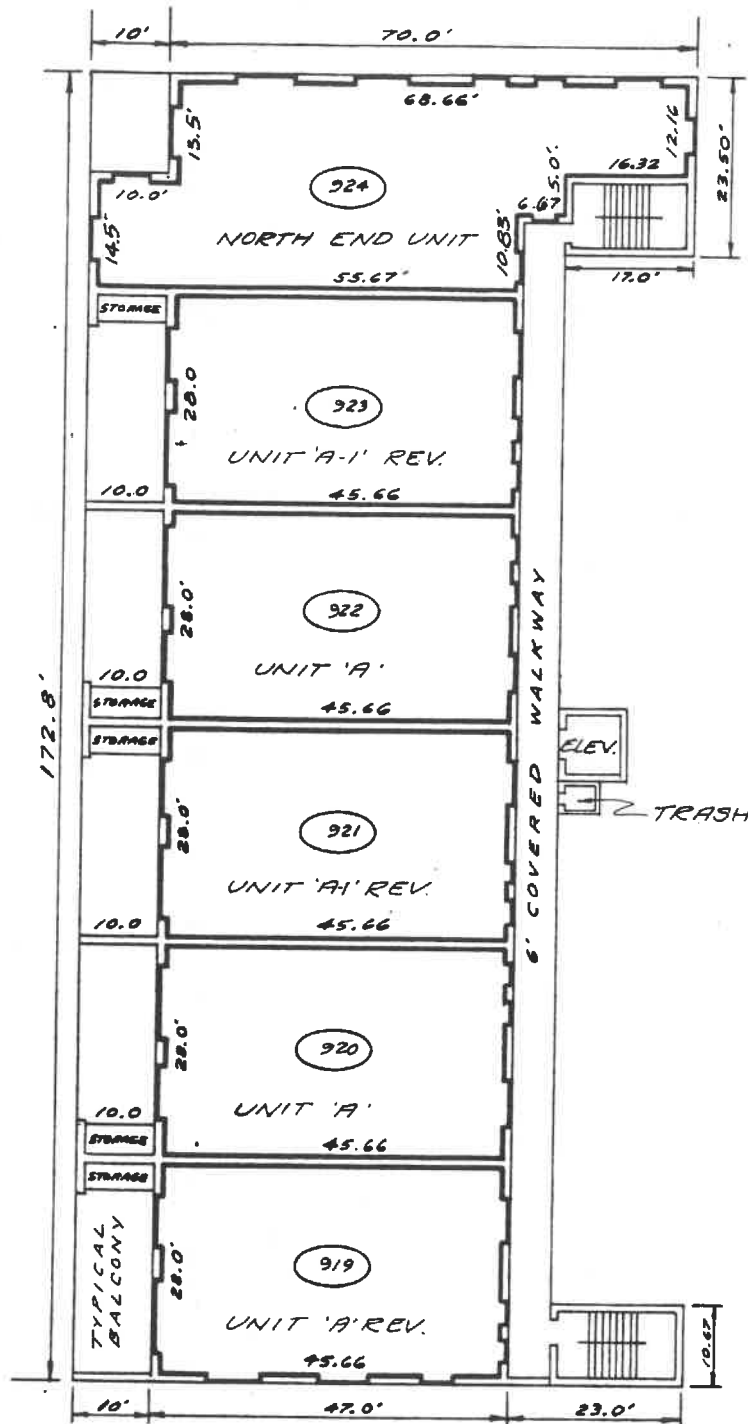 10'
70.0'
68.66'
13.5'
12.16
23.50'
924
5.0'
16.32
10.0'
6.67
14.5'
NORTH END UNIT
10.83'
55.67'
17.0'
STORAGE
28.0
923
UNIT 'A-1' REV.
10.0
45.66
28.0'
922
UNIT 'A'
10.0
STORAGE
45.66
172.8'
6' COVERED WALKWAY
STORAGE
ELEV.
TRASH
28.0'
921
UNIT 'A-1' REV.
10.0
45.66
28.0'
920
UNIT 'A'
10.0
STORAGE
45.66
STORAGE
TYPICAL
BALCONY
28.0'
919
UNIT 'A' REV.
45.66
10.67
10'
47.0'
23.0'